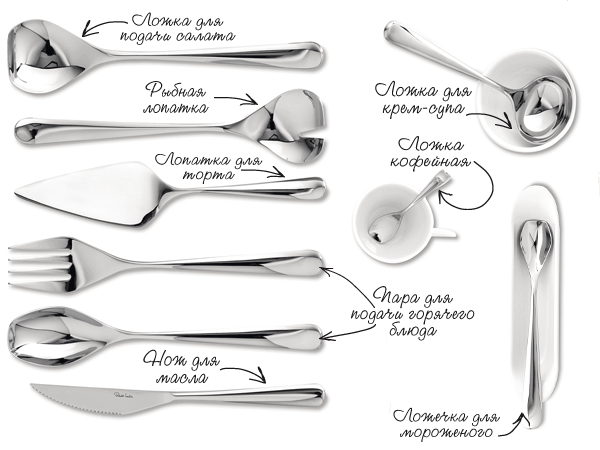 Ложка для
подачи салата
Рыбная
лопатка
Лопатка для
торта
Пара для
подачи горячего
блюда
Нож для
масла
Ложка для
крем-супа
Ложка
кофейная
Ложечка для
мороженого